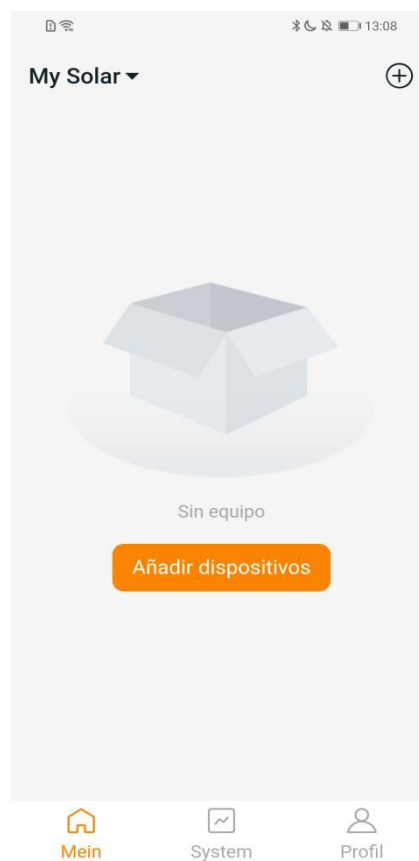 13:08
My Solar
Sin equipo
Añadir dispositivos
Mein System Profil